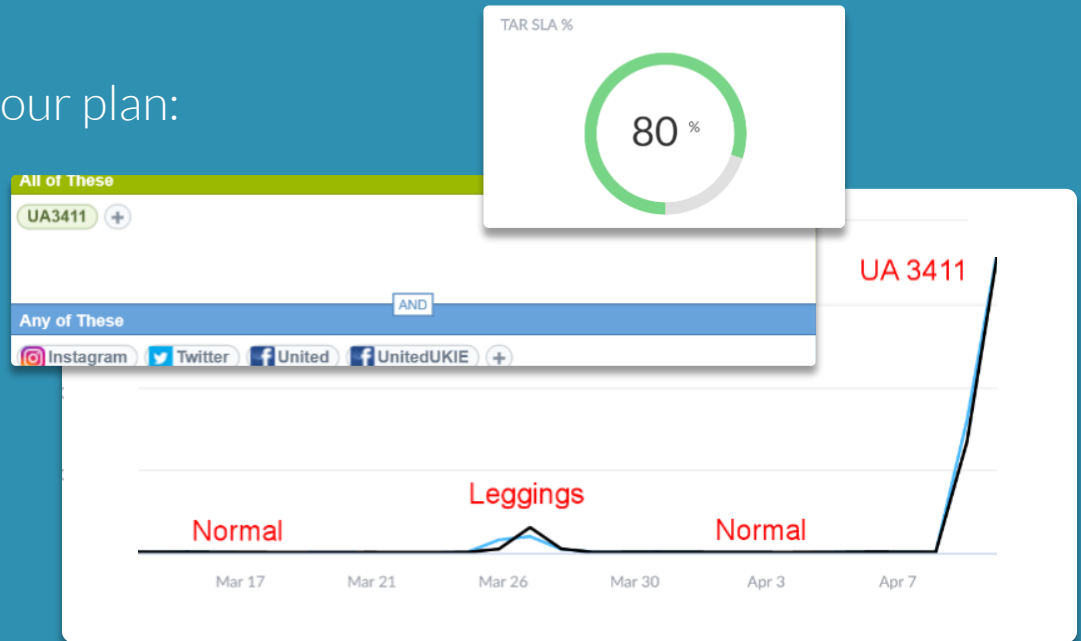 our plan:
TAR SLA %
80 %
All of These
UA3411 +
AND
Any of These
Instagram Twitter United UnitedUKIE +
UA 3411
Leggings
Normal
Normal
Mar 17 Mar 21 Mar 26 Mar 30 Apr 3 Apr 7